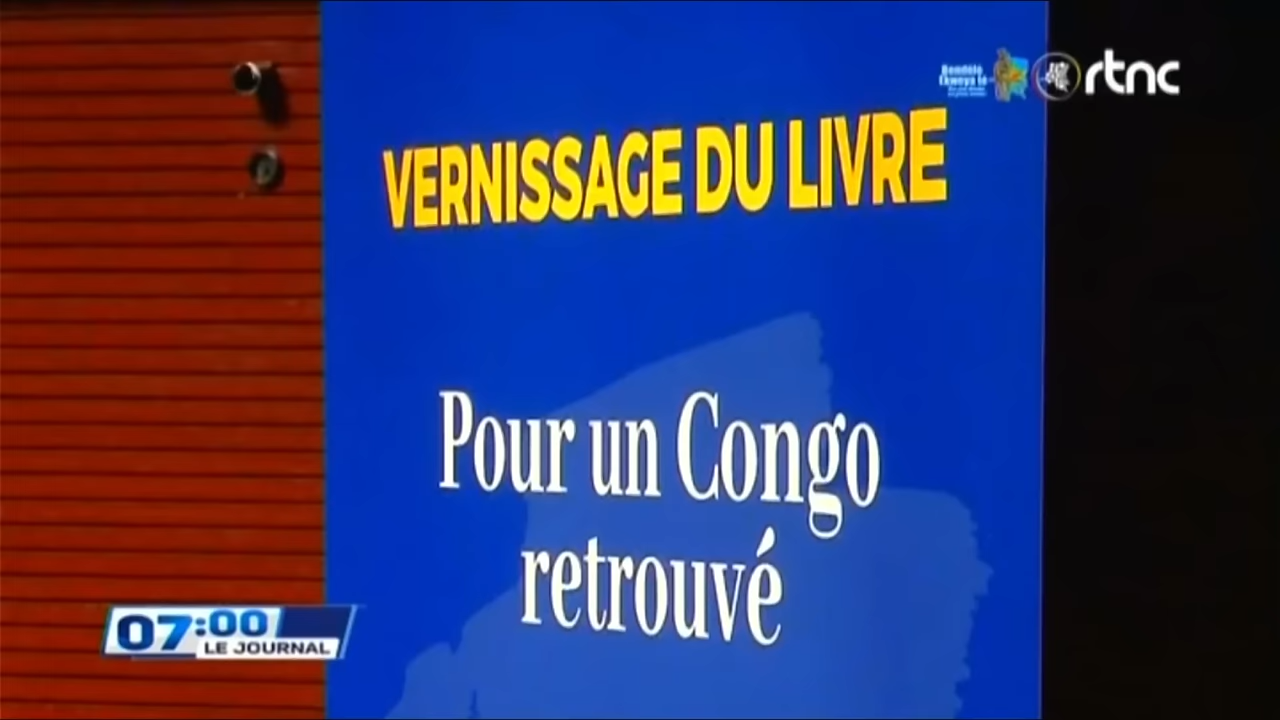 rtnc
VERNISSAGE DU LIVRE
Pour un Congo
retrouvé
07:00
LE JOURNAL